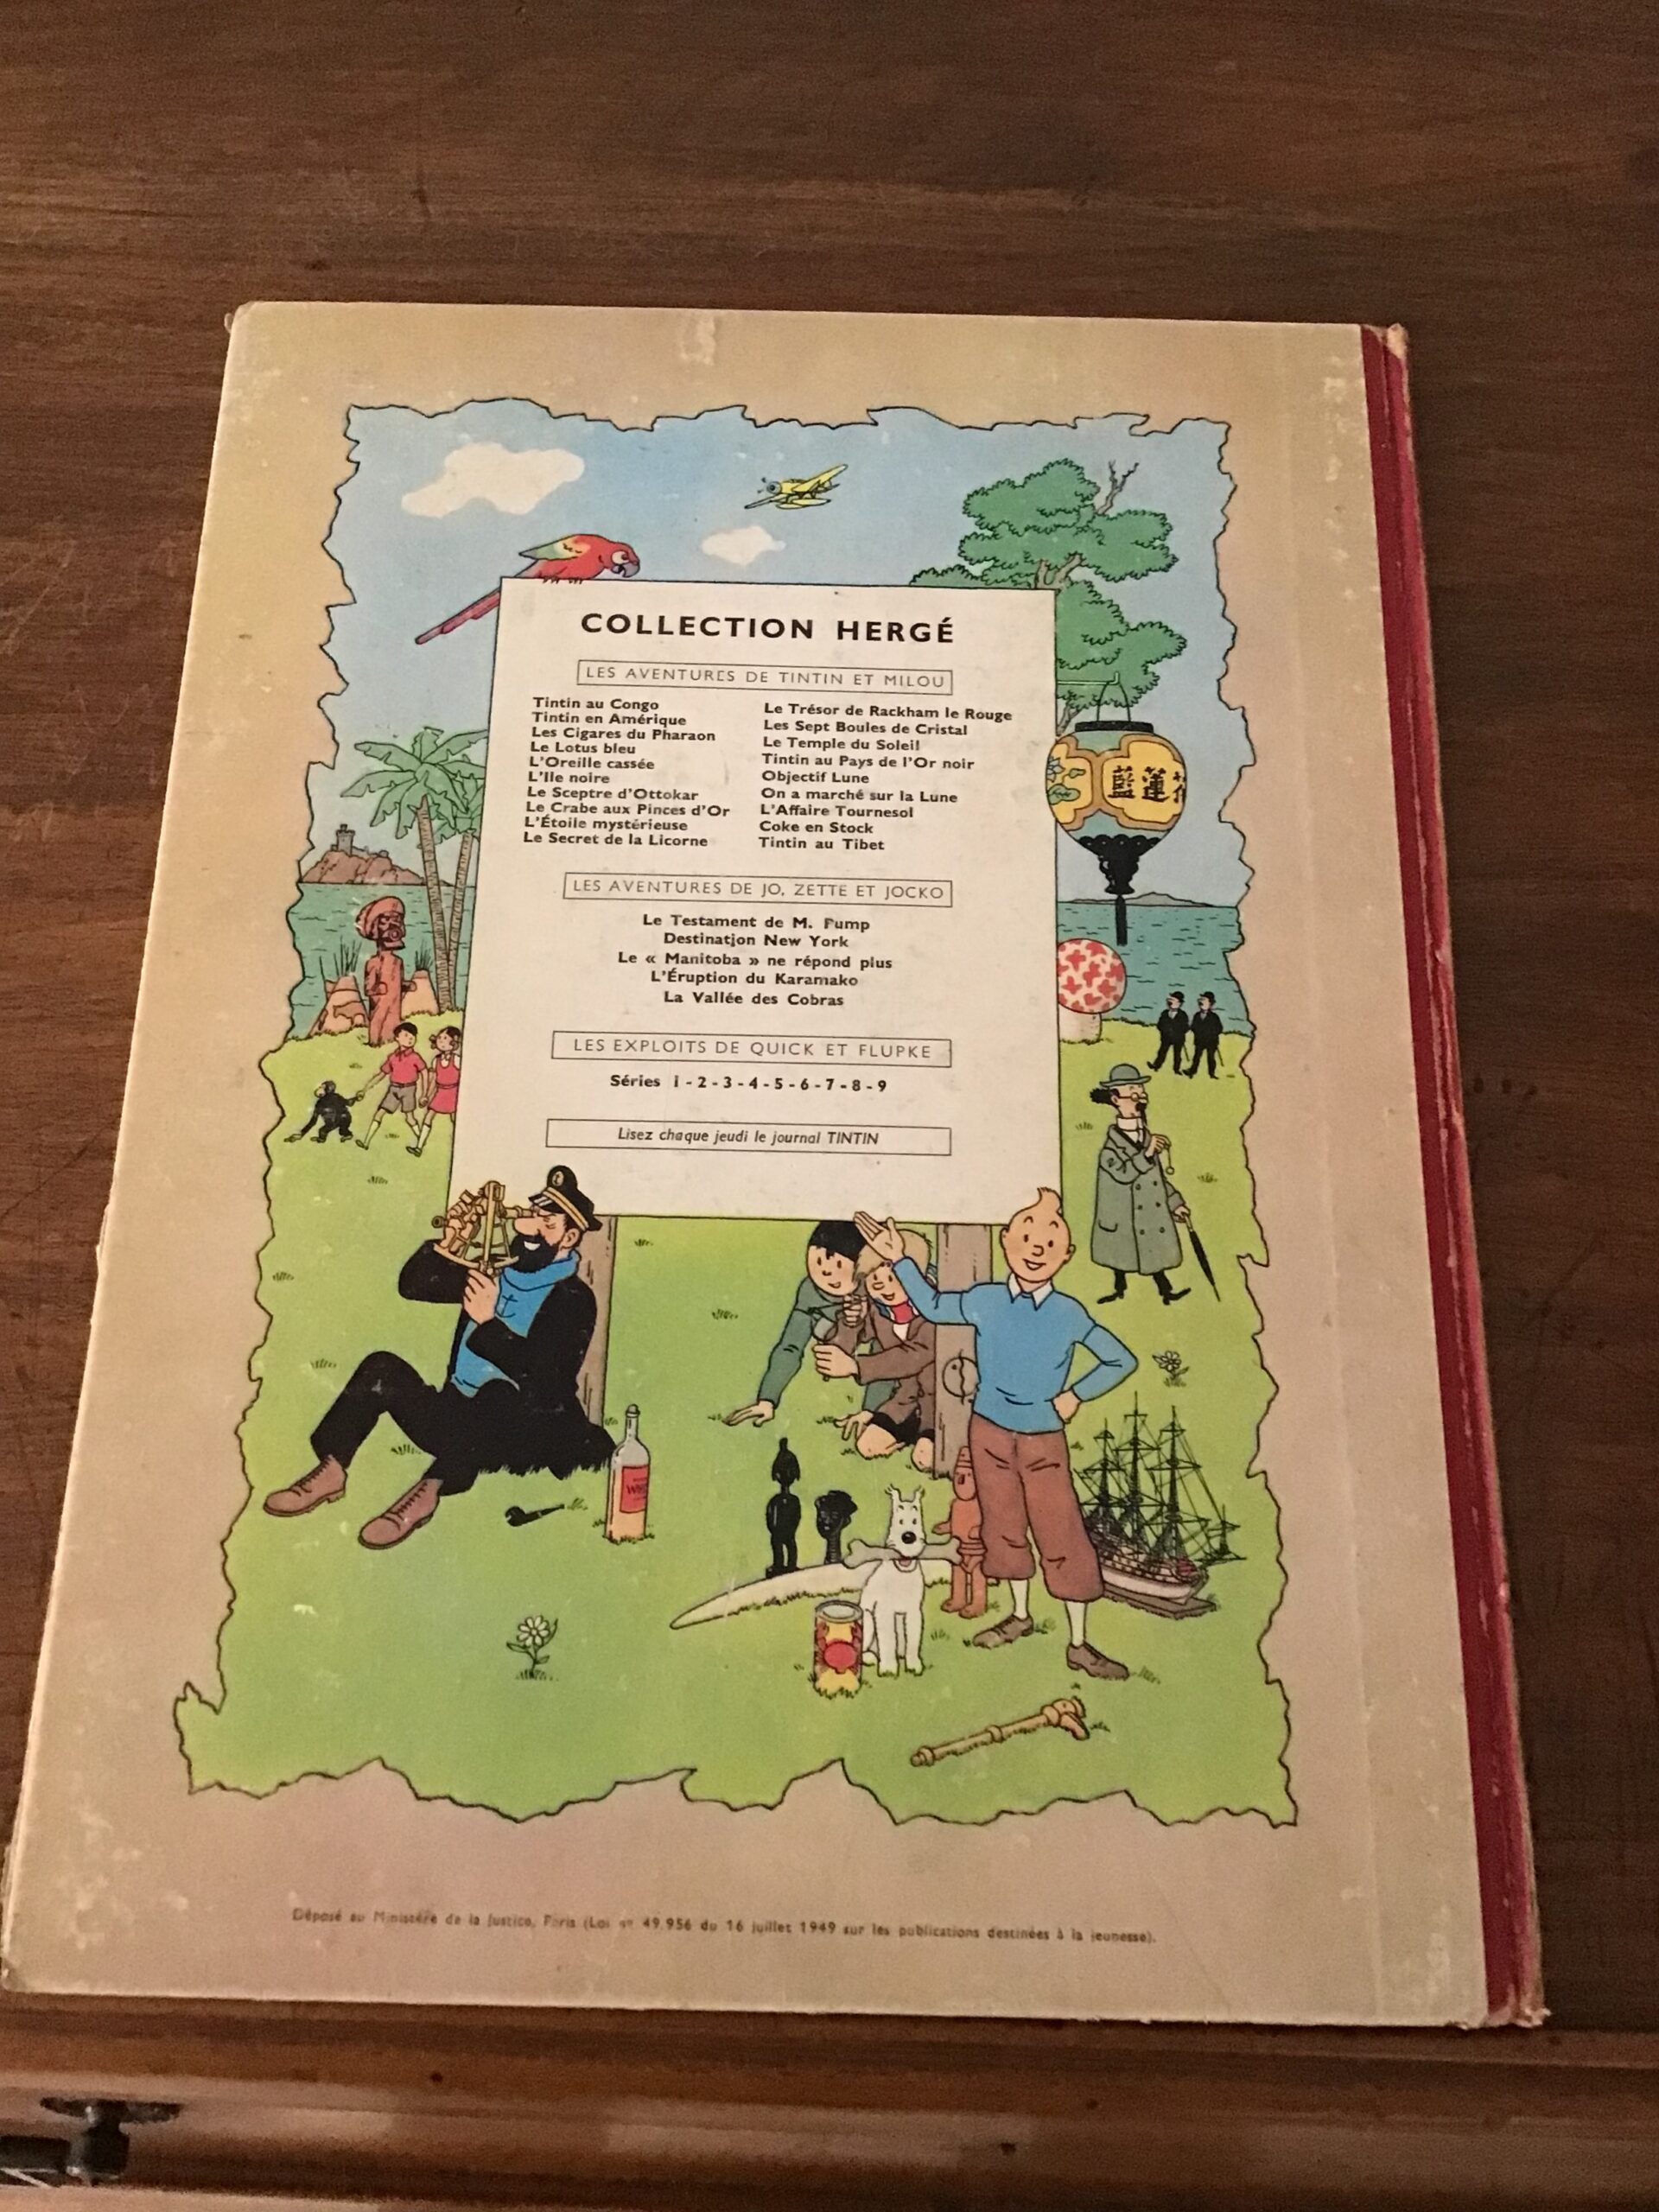 COLLECTION HERGÉ
LES AVENTURES DE TINTIN ET MILOU
Tintin au Congo
Tintin en Amérique
Les Cigares du Pharaon
Le Lotus bleu
L'Oreille cassée
L'Ile noire
Le Sceptre d'Ottokar
Le Crabe aux Pinces d'Or
L'Étoile mystérieuse
Le Secret de la Licorne
Le Trésor de Rackham le Rouge
Les Sept Boules de Cristal
Le Temple du Soleil
Tintin au Pays de l'Or noir
Objectif Lune
On a marché sur la Lune
L'Affaire Tournesol
Coke en Stock
Tintin au Tibet
LES AVENTURES DE JO, ZETTE ET JOCKO
Le Testament de M. Pump
Destination New York
Le « Manitoba » ne répond plus
L'Éruption du Karamako
La Vallée des Cobras
LES EXPLOITS DE QUICK ET FLUPKE
Séries 1 - 2 - 3 - 4 - 5 - 6 - 7 - 8 - 9
Lisez chaque jeudi le journal TINTIN
藍蓮
Déposé au Ministère de la Justice, Paris (Loi nº 49.956 du 16 juillet 1949 sur les publications destinées à la jeunesse).